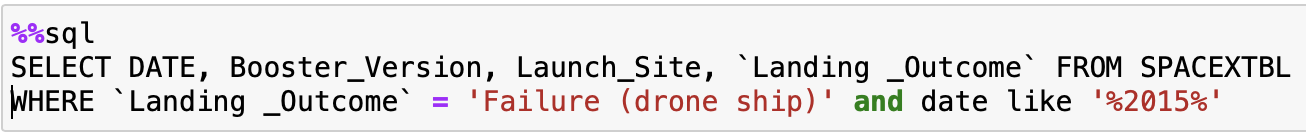 %%sql
SELECT DATE, Booster_Version, Launch_Site, `Landing _Outcome` FROM SPACEXTBL
WHERE `Landing _Outcome` = 'Failure (drone ship)' and date like '%2015%'